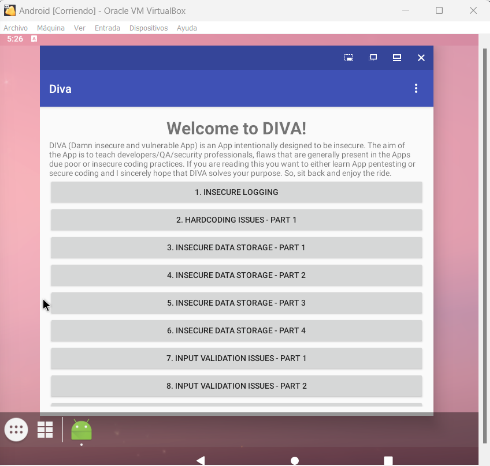 Android [Corriendo] - Oracle VM VirtualBox
Archivo Máquina Ver Entrada Dispositivos Ayuda
5:26
Diva
Welcome to DIVA!
DIVA (Damn insecure and vulnerable App) is an App intentionally designed to be insecure. The aim of
the App is to teach developers/QA/security professionals, flaws that are generally present in the Apps
due poor or insecure coding practices. If you are reading this you want to either learn App pentesting or
secure coding and I sincerely hope that DIVA solves your purpose. So, sit back and enjoy the ride.
1. INSECURE LOGGING
2. HARDCODING ISSUES - PART 1
3. INSECURE DATA STORAGE - PART 1
4. INSECURE DATA STORAGE - PART 2
5. INSECURE DATA STORAGE - PART 3
6. INSECURE DATA STORAGE - PART 4
7. INPUT VALIDATION ISSUES - PART 1
8. INPUT VALIDATION ISSUES - PART 2